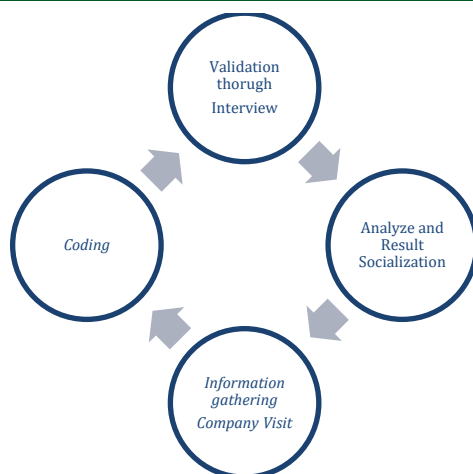 Validation
thorugh
Interview
Analyze and
Result
Socialization
Coding
Information
gathering
Company Visit